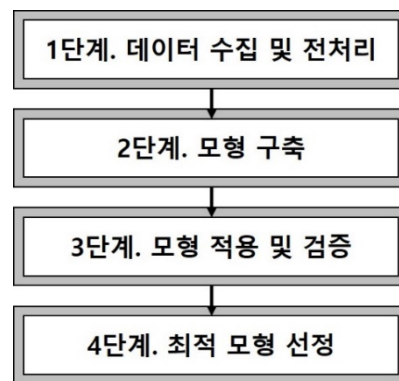 1단계. 데이터 수집 및 전처리
2단계. 모형 구축
3단계. 모형 적용 및 검증
4단계. 최적 모형 선정